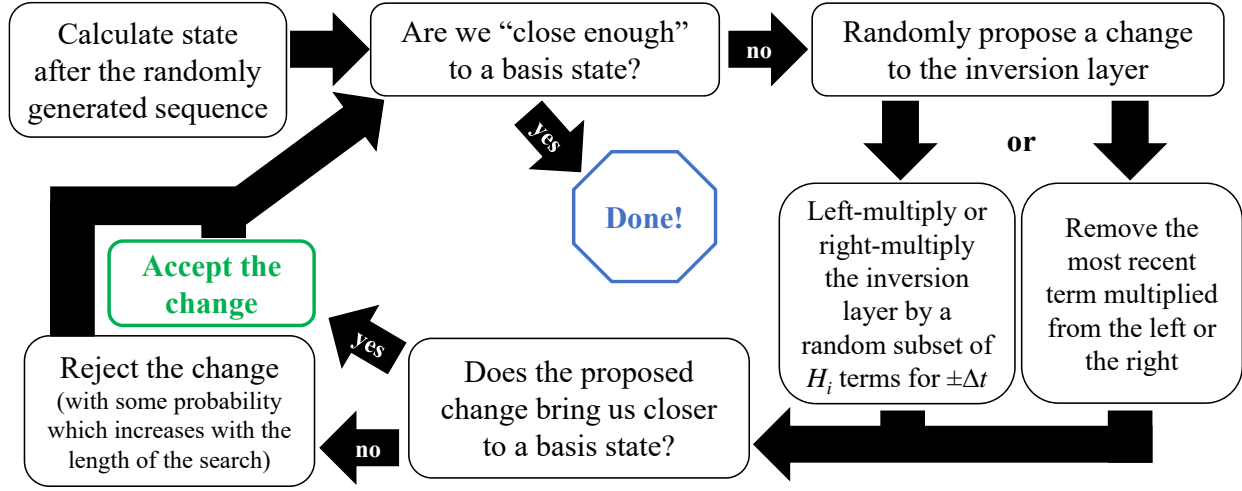 Calculate state
after the randomly
generated sequence
Are we “close enough”
to a basis state?
no
Randomly propose a change
to the inversion layer
yes
Done!
or
Left-multiply or
right-multiply
the inversion
layer by a
random subset of
Hᵢ terms for ±Δt
Remove the
most recent
term multiplied
from the left or
the right
Does the proposed
change bring us closer
to a basis state?
yes
Accept the
change
no
Reject the change
(with some probability
which increases with the
length of the search)